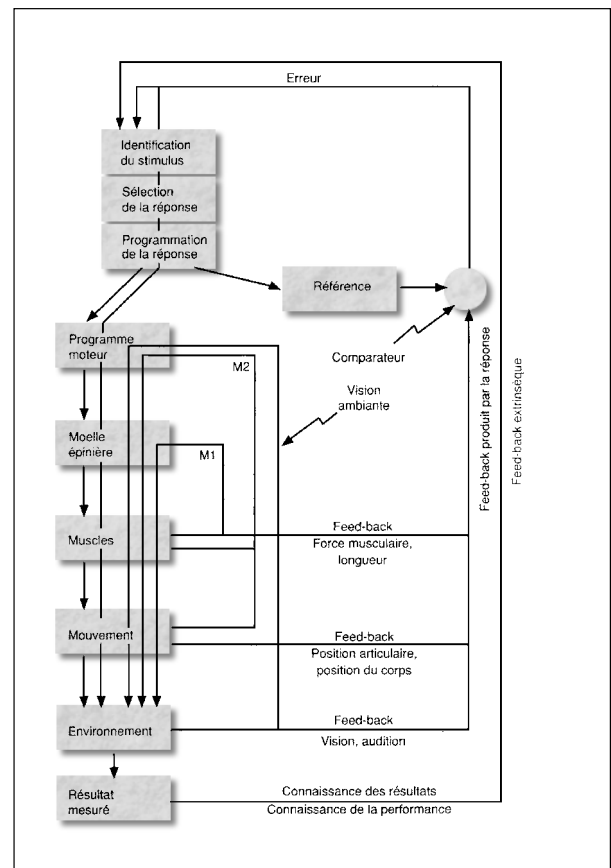 Erreur
Identification
du stimulus
Sélection
de la réponse
Programmation
de la réponse
Référence
Programme
moteur
M2
Comparateur
Vision
ambiante
Moelle
épinière
M1
Muscles
Feed-back
Force musculaire,
longueur
Mouvement
Feed-back
Position articulaire,
position du corps
Environnement
Feed-back
Vision, audition
Résultat
mesuré
Connaissance des résultats
Connaissance de la performance
Feed-back produit par la réponse
Feed-back extrinsèque